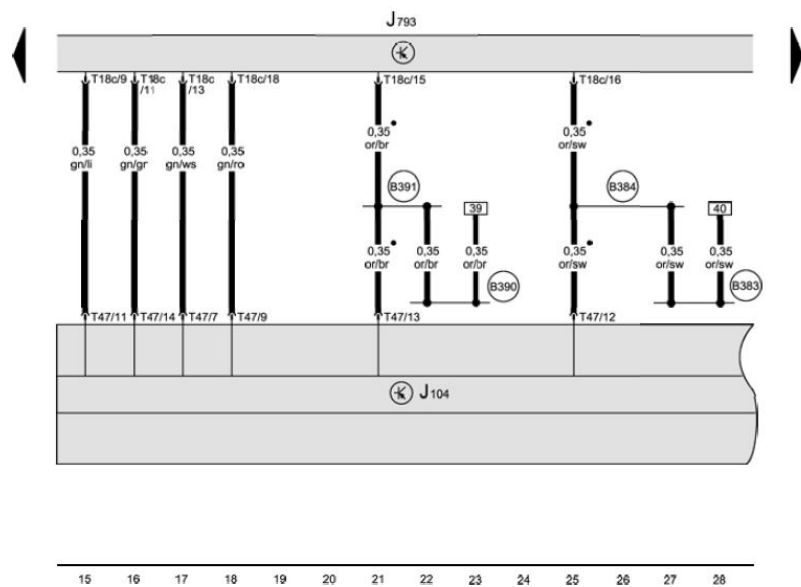 J793
T18c/9 T18c /11 T18c /13 T18c/18 T18c/15 T18c/16
0,35 gn/li
0,35 gn/gr
0,35 gn/ws
0,35 gn/ro
0,35 or/br
0,35 or/sw
B391
39
B384
40
0,35 or/br
0,35 or/br
0,35 or/br
0,35 or/sw
0,35 or/sw
0,35 or/sw
B390
B383
T47/11 T47/14 T47/7 T47/9 T47/13 T47/12
J104
15 16 17 18 19 20 21 22 23 24 25 26 27 28